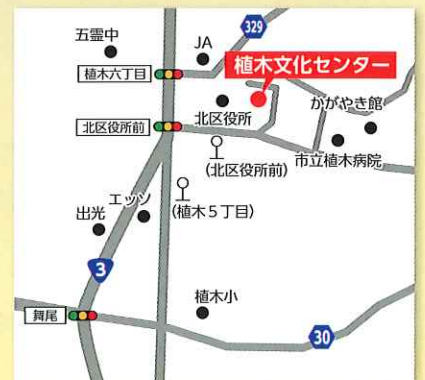 五霊中
JA
329
植木六丁目
植木文化センター
北区役所
かがやき館
北区役所前
(北区役所前)
市立植木病院
エッソ
(植木5丁目)
出光
3
植木小
舞尾
30